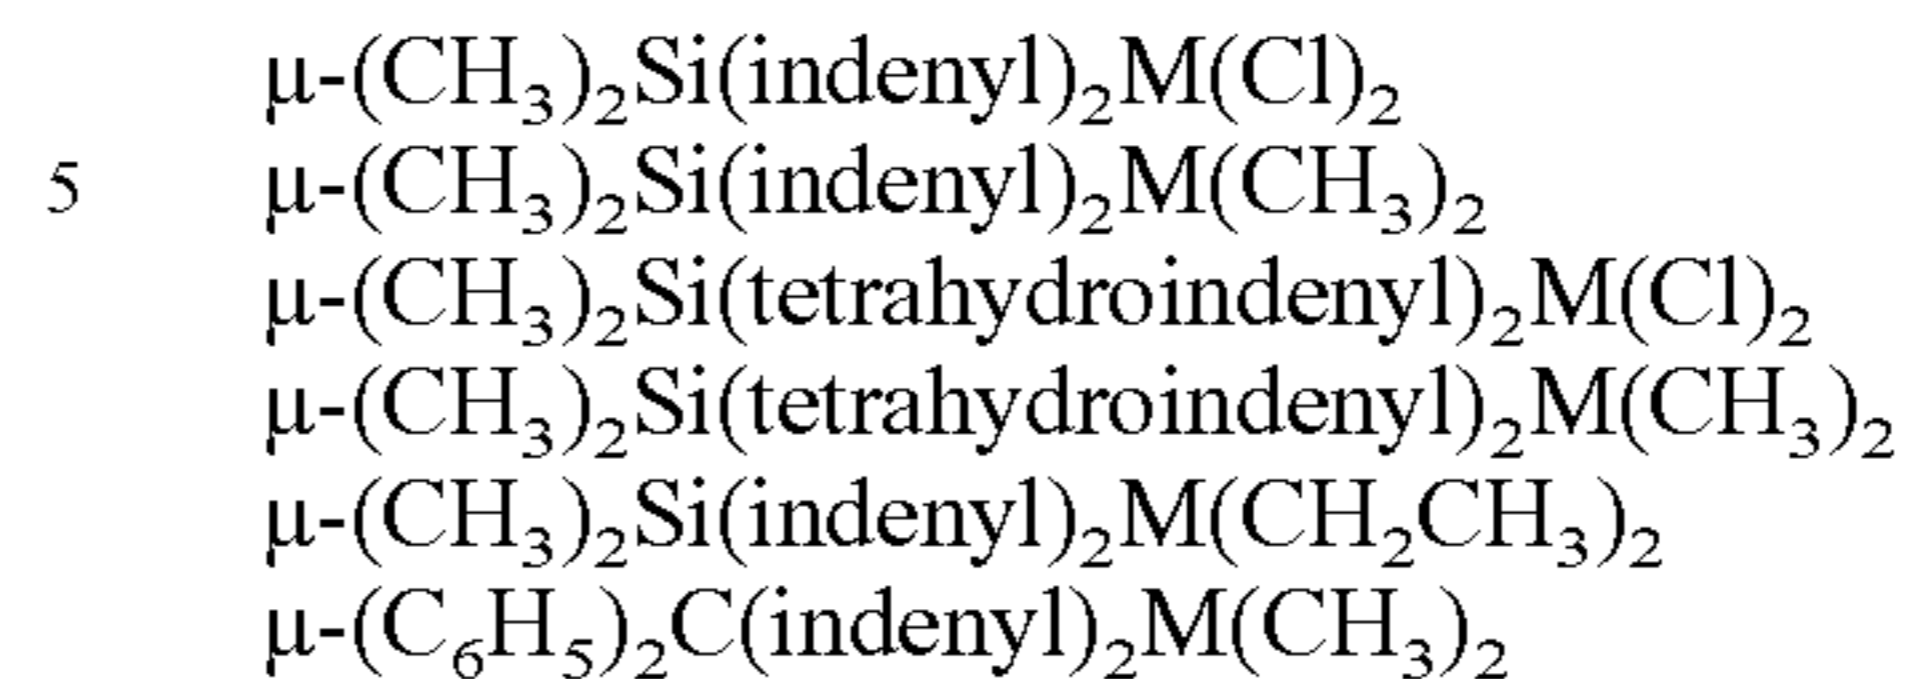 μ-(CH₃)₂Si(indenyl)₂M(Cl)₂
5 μ-(CH₃)₂Si(indenyl)₂M(CH₃)₂
μ-(CH₃)₂Si(tetrahydroindenyl)₂M(Cl)₂
μ-(CH₃)₂Si(tetrahydroindenyl)₂M(CH₃)₂
μ-(CH₃)₂Si(indenyl)₂M(CH₂CH₃)₂
μ-(C₆H₅)₂C(indenyl)₂M(CH₃)₂